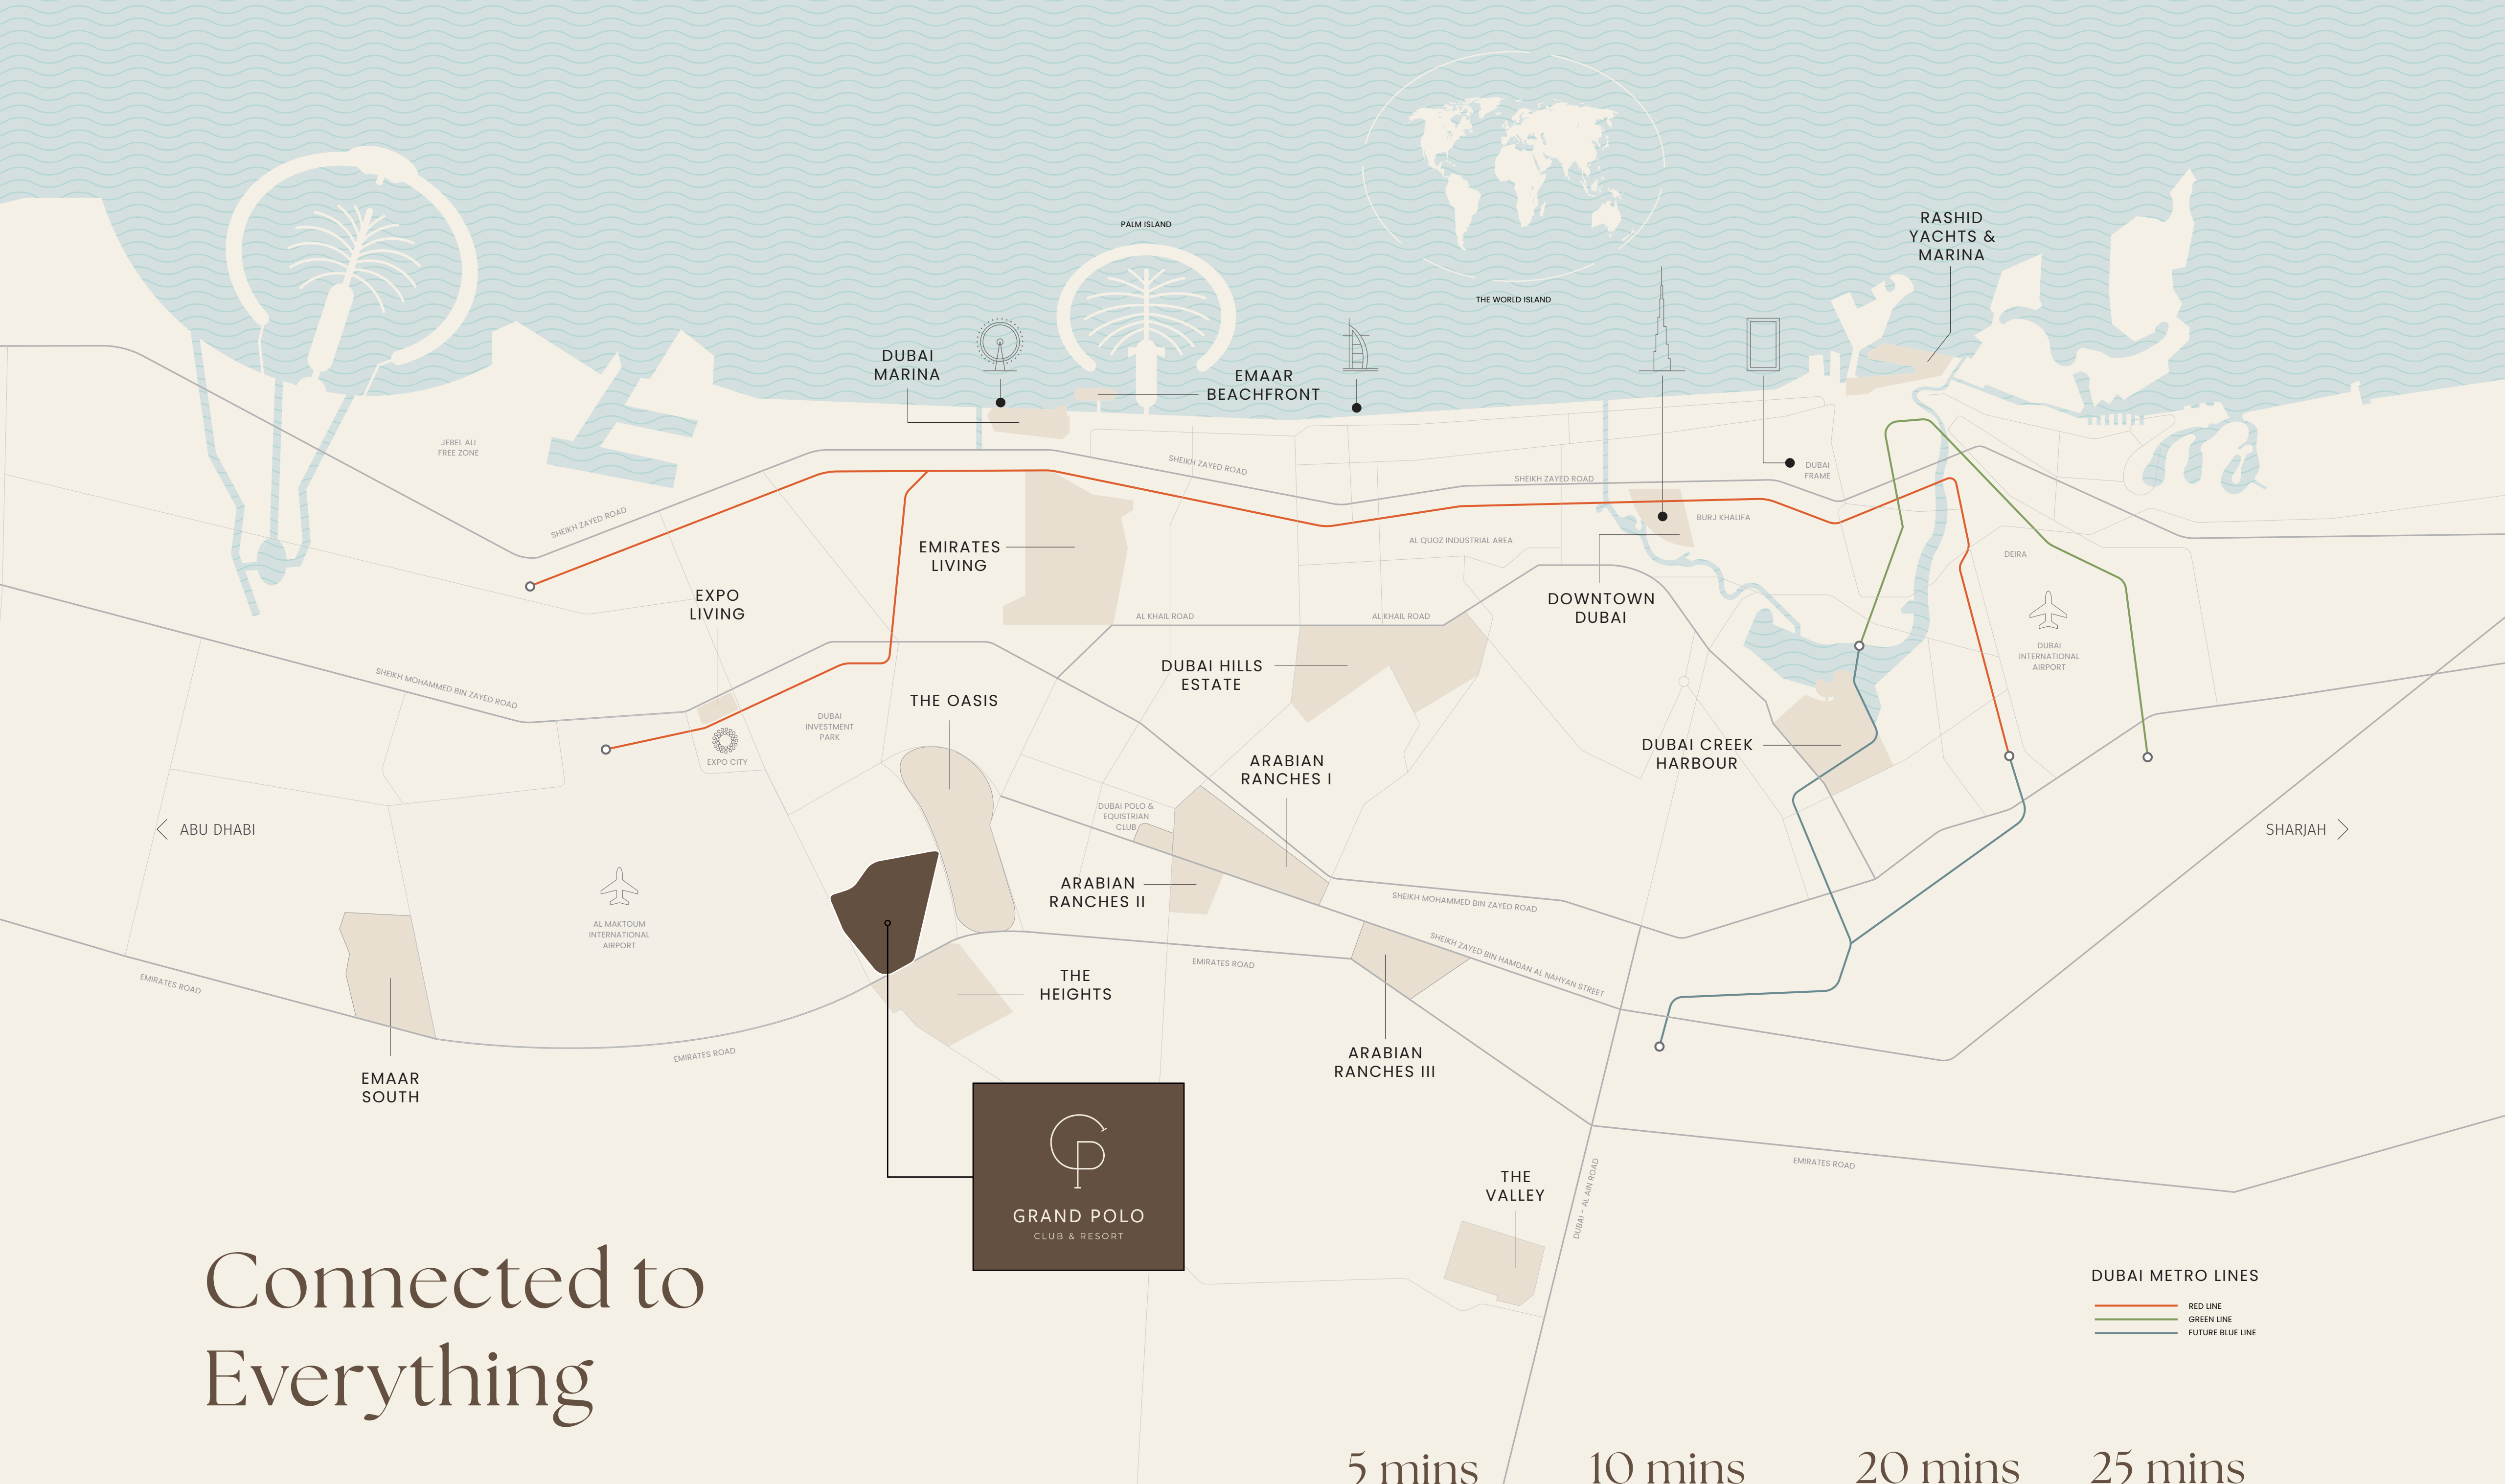 PALM ISLAND
THE WORLD ISLAND
RASHID
YACHTS &
MARINA
DUBAI
MARINA
EMAAR
BEACHFRONT
JEBEL ALI
FREE ZONE
SHEIKH ZAYED ROAD
SHEIKH ZAYED ROAD
SHEIKH ZAYED ROAD
DUBAI
FRAME
BURJ KHALIFA
AL QUOZ INDUSTRIAL AREA
DEIRA
EMIRATES
LIVING
EXPO
LIVING
AL KHAIL ROAD
AL KHAIL ROAD
DOWNTOWN
DUBAI
DUBAI
INTERNATIONAL
AIRPORT
DUBAI HILLS
ESTATE
SHEIKH MOHAMMED BIN ZAYED ROAD
THE OASIS
DUBAI
INVESTMENT
PARK
EXPO CITY
DUBAI CREEK
HARBOUR
ARABIAN
RANCHES I
DUBAI POLO &
EQUESTRIAN
CLUB
ABU DHABI
SHARJAH
ARABIAN
RANCHES II
SHEIKH MOHAMMED BIN ZAYED ROAD
AL MAKTOUM
INTERNATIONAL
AIRPORT
SHEIKH ZAYED BIN HAMDAN AL NAHYAN STREET
EMIRATES ROAD
EMIRATES ROAD
THE
HEIGHTS
EMIRATES ROAD
ARABIAN
RANCHES III
EMAAR
SOUTH
EMIRATES ROAD
THE
VALLEY
DUBAI - AL AIN ROAD
GRAND POLO
CLUB & RESORT
Connected to
Everything
DUBAI METRO LINES
RED LINE
GREEN LINE
FUTURE BLUE LINE
5 mins
10 mins
20 mins
25 mins